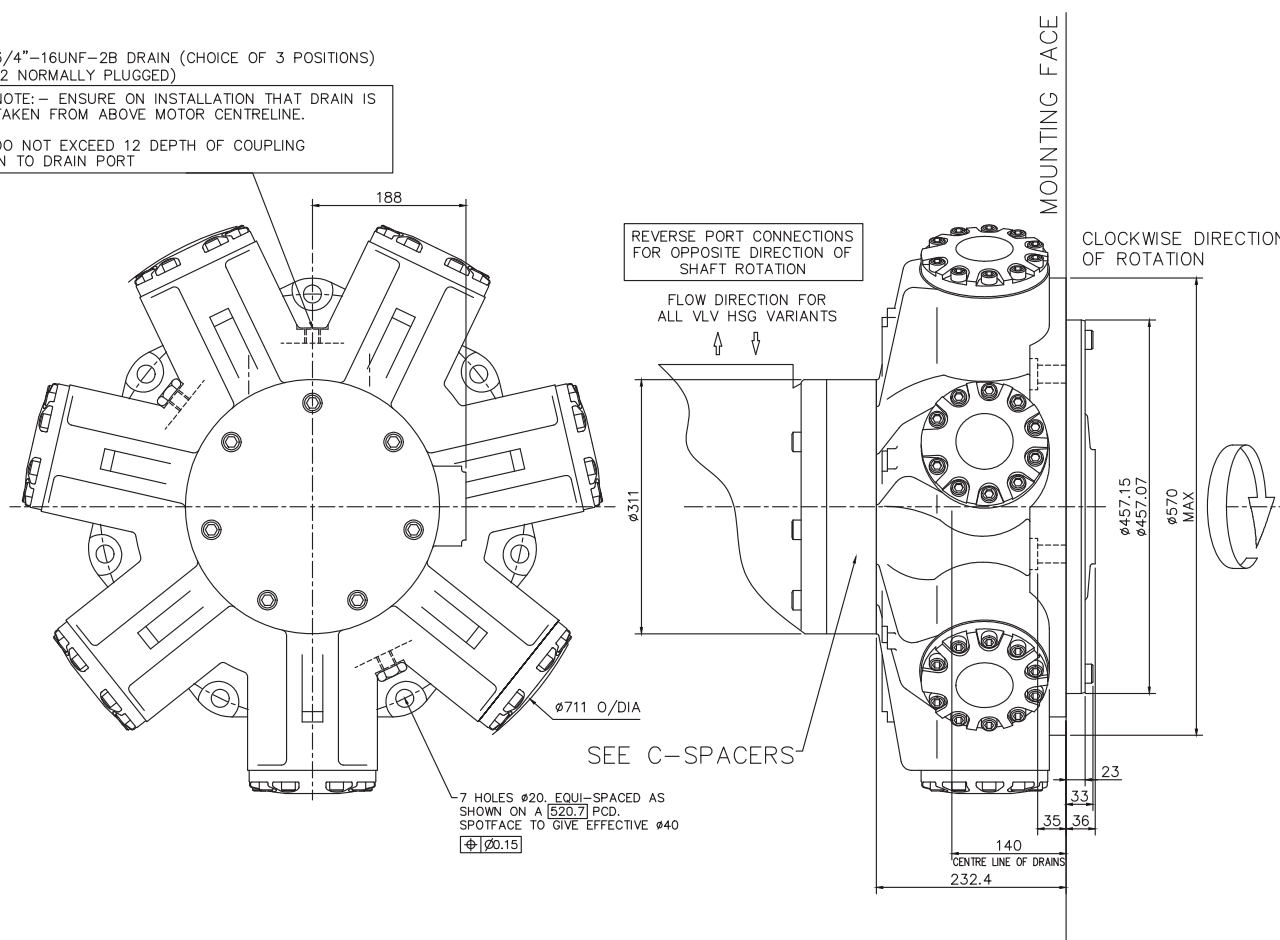 3/4”–16UNF–2B DRAIN (CHOICE OF 3 POSITIONS)
2 NORMALLY PLUGGED)
NOTE:– ENSURE ON INSTALLATION THAT DRAIN IS
TAKEN FROM ABOVE MOTOR CENTRELINE.
DO NOT EXCEED 12 DEPTH OF COUPLING
N TO DRAIN PORT
188
REVERSE PORT CONNECTIONS
FOR OPPOSITE DIRECTION OF
SHAFT ROTATION
FLOW DIRECTION FOR
ALL VLV HSG VARIANTS
MOUNTING FACE
CLOCKWISE DIRECTION
OF ROTATION
ø311
ø457.15
ø457.07
ø570
MAX
ø711 O/DIA
SEE C–SPACERS
7 HOLES ø20. EQUI–SPACED AS
SHOWN ON A 520.7 PCD.
SPOTFACE TO GIVE EFFECTIVE ø40
⌖ Ø0.15
23
33
35
36
140
CENTRE LINE OF DRAINS
232.4